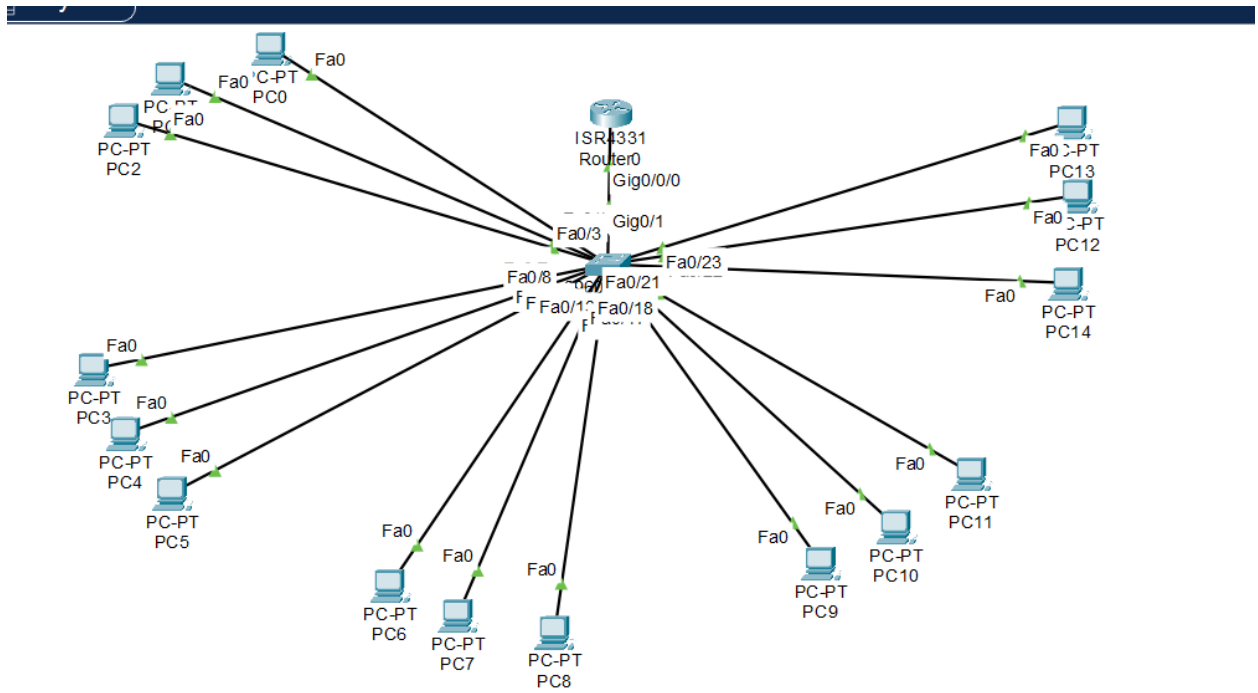 Fa0
PC-PT
PC0
Fa0
Fa0
PC-PT
PC2
ISR4331
Router0
Gig0/0/0
Gig0/1
Fa0/3
Fa0
PC13
Fa0
PC12
Fa0/23
Fa0/8
Fa0/21
Fa0/18
Fa0
PC-PT
PC14
Fa0
PC-PT
PC3
Fa0
PC-PT
PC4
Fa0
PC-PT
PC5
Fa0
PC-PT
PC6
Fa0
PC-PT
PC7
Fa0
PC-PT
PC8
Fa0
PC-PT
PC9
Fa0
PC-PT
PC10
Fa0
PC-PT
PC11